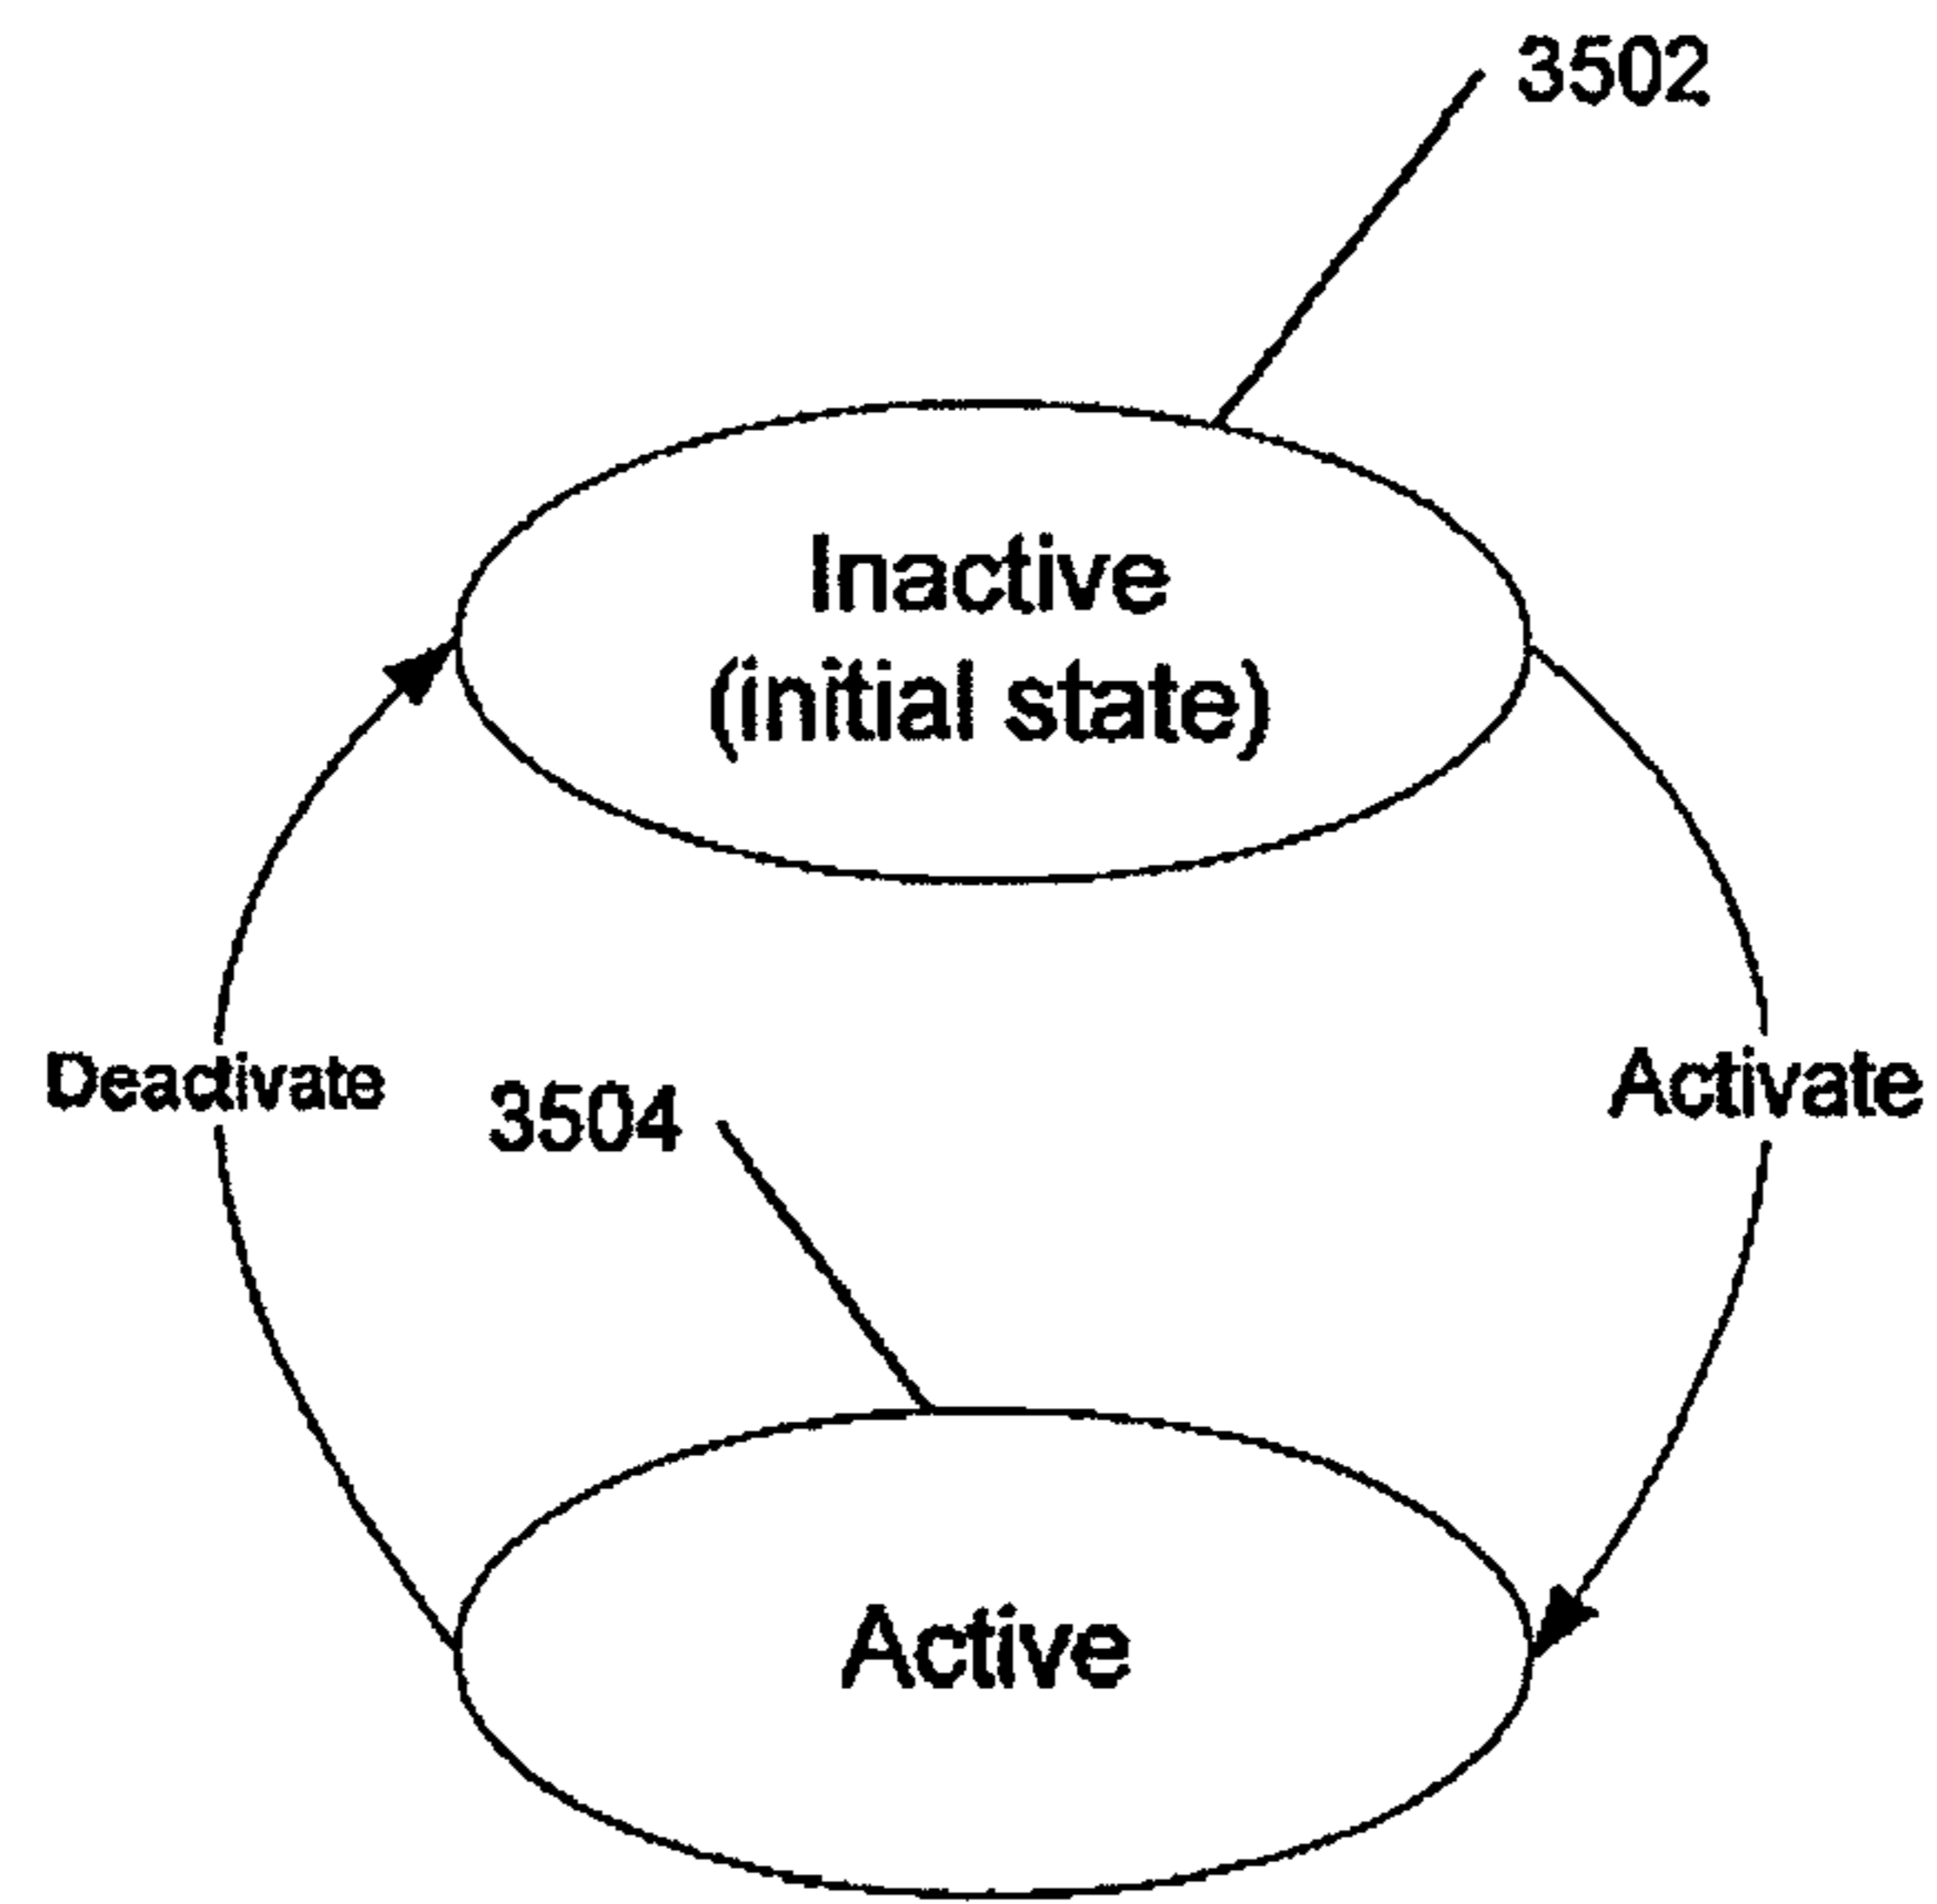 3502
Inactive
(initial state)
Deactivate
3504
Activate
Active